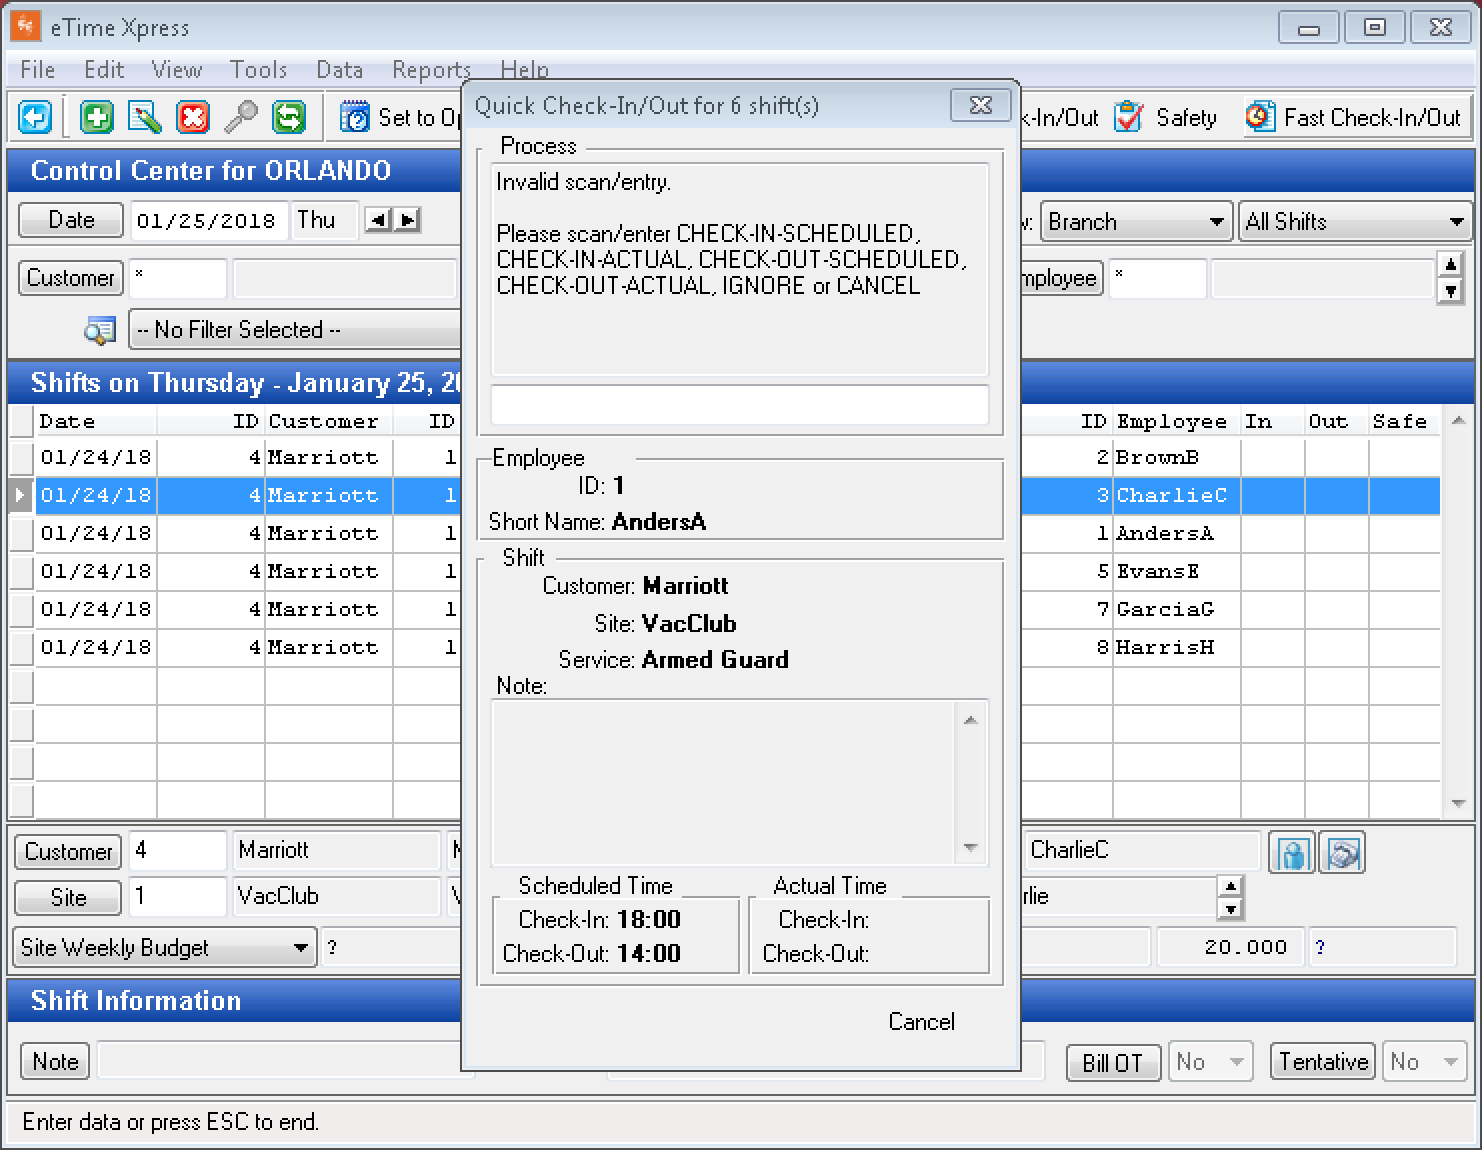 eTime Xpress
File Edit View Tools Data Reports Help
Set to Op
k-In/Out Safety Fast Check-In/Out
Control Center for ORLANDO
Date 01/25/2018 Thu
Branch All Shifts
Customer *
mployee *
-- No Filter Selected --
Shifts on Thursday - January 25, 20
Date ID Customer ID
ID Employee In Out Safe
01/24/18 4 Marriott 1
2 BrownB
01/24/18 4 Marriott 1
3 CharlieC
01/24/18 4 Marriott 1
1 AndersA
01/24/18 4 Marriott 1
5 EvansE
01/24/18 4 Marriott 1
7 GarciaG
01/24/18 4 Marriott 1
8 HarrisH
Customer 4 Marriott
CharlieC
Site 1 VacClub
rlie
Site Weekly Budget ?
20.000 ?
Shift Information
Note
Bill OT No Tentative No
Enter data or press ESC to end.
Quick Check-In/Out for 6 shift(s)
Process
Invalid scan/entry.
Please scan/enter CHECK-IN-SCHEDULED,
CHECK-IN-ACTUAL, CHECK-OUT-SCHEDULED,
CHECK-OUT-ACTUAL, IGNORE or CANCEL
Employee
ID: 1
Short Name: AndersA
Shift
Customer: Marriott
Site: VacClub
Service: Armed Guard
Note:
Scheduled Time
Check-In: 18:00
Check-Out: 14:00
Actual Time
Check-In:
Check-Out:
Cancel